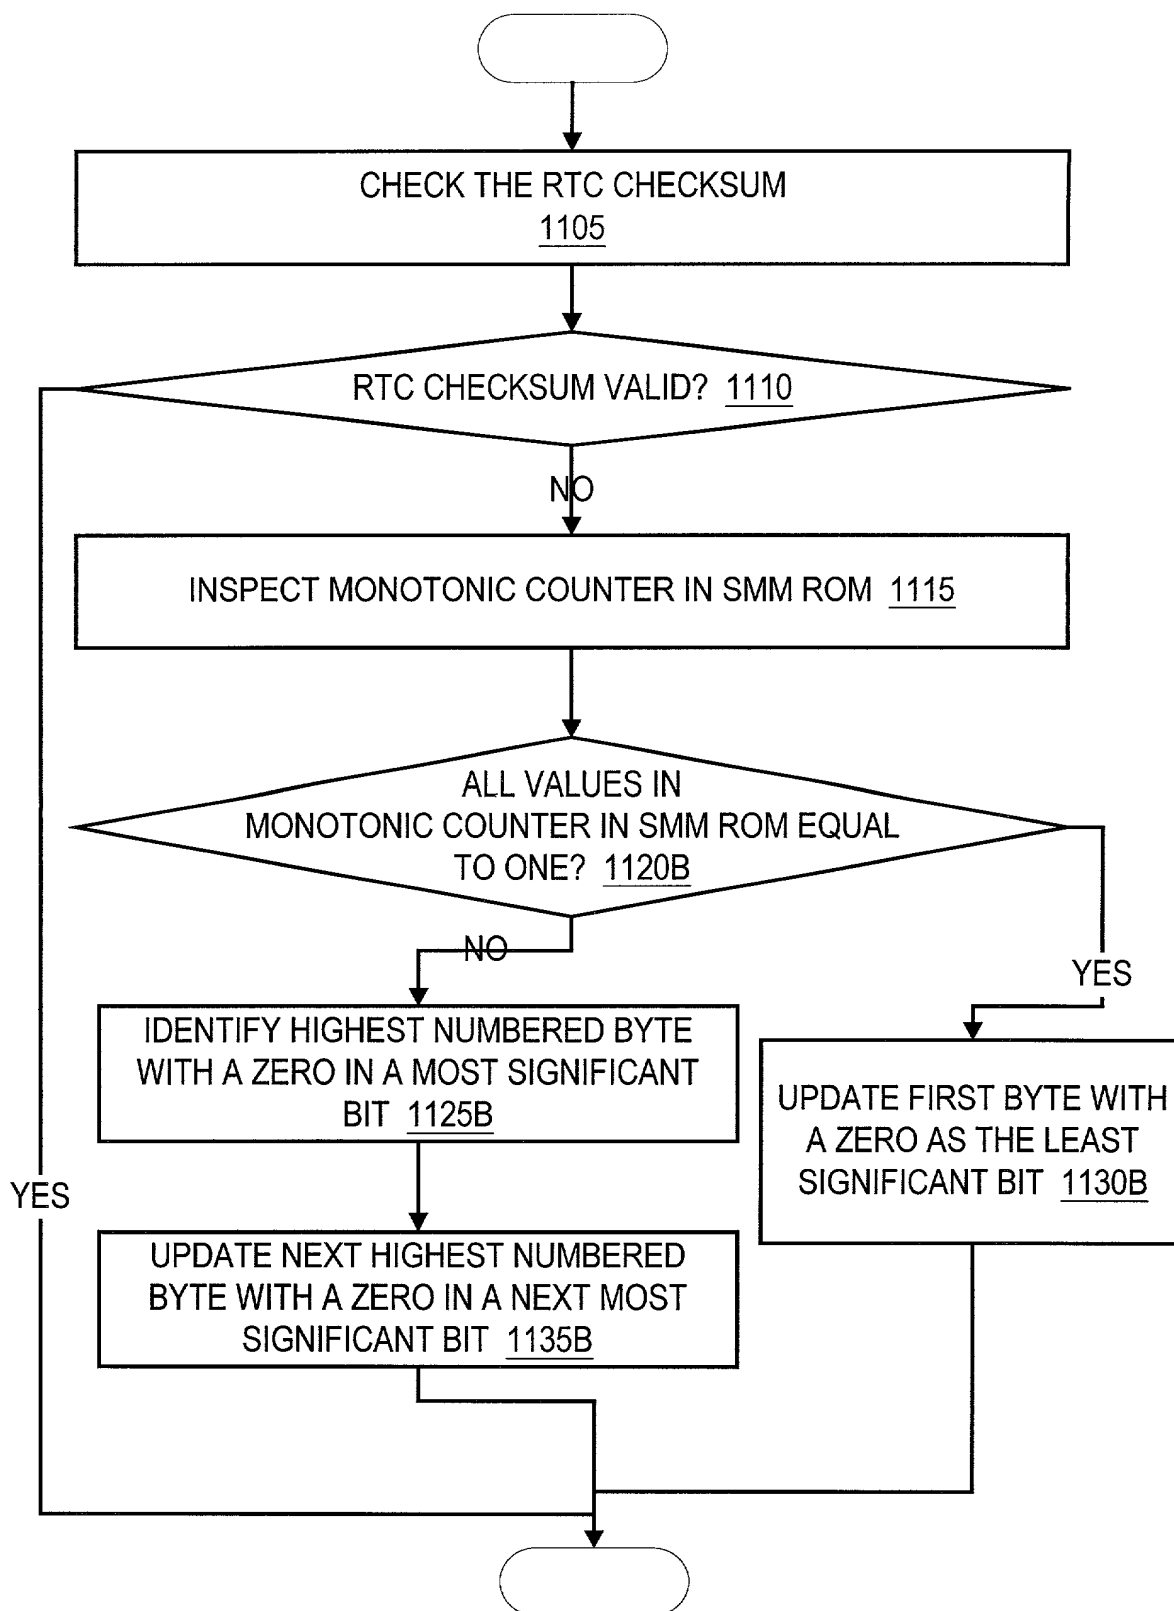 CHECK THE RTC CHECKSUM
1105
RTC CHECKSUM VALID? 1110
NO
INSPECT MONOTONIC COUNTER IN SMM ROM 1115
ALL VALUES IN
MONOTONIC COUNTER IN SMM ROM EQUAL
TO ONE? 1120B
NO
YES
IDENTIFY HIGHEST NUMBERED BYTE
WITH A ZERO IN A MOST SIGNIFICANT
BIT 1125B
UPDATE FIRST BYTE WITH
A ZERO AS THE LEAST
SIGNIFICANT BIT 1130B
YES
UPDATE NEXT HIGHEST NUMBERED
BYTE WITH A ZERO IN A NEXT MOST
SIGNIFICANT BIT 1135B